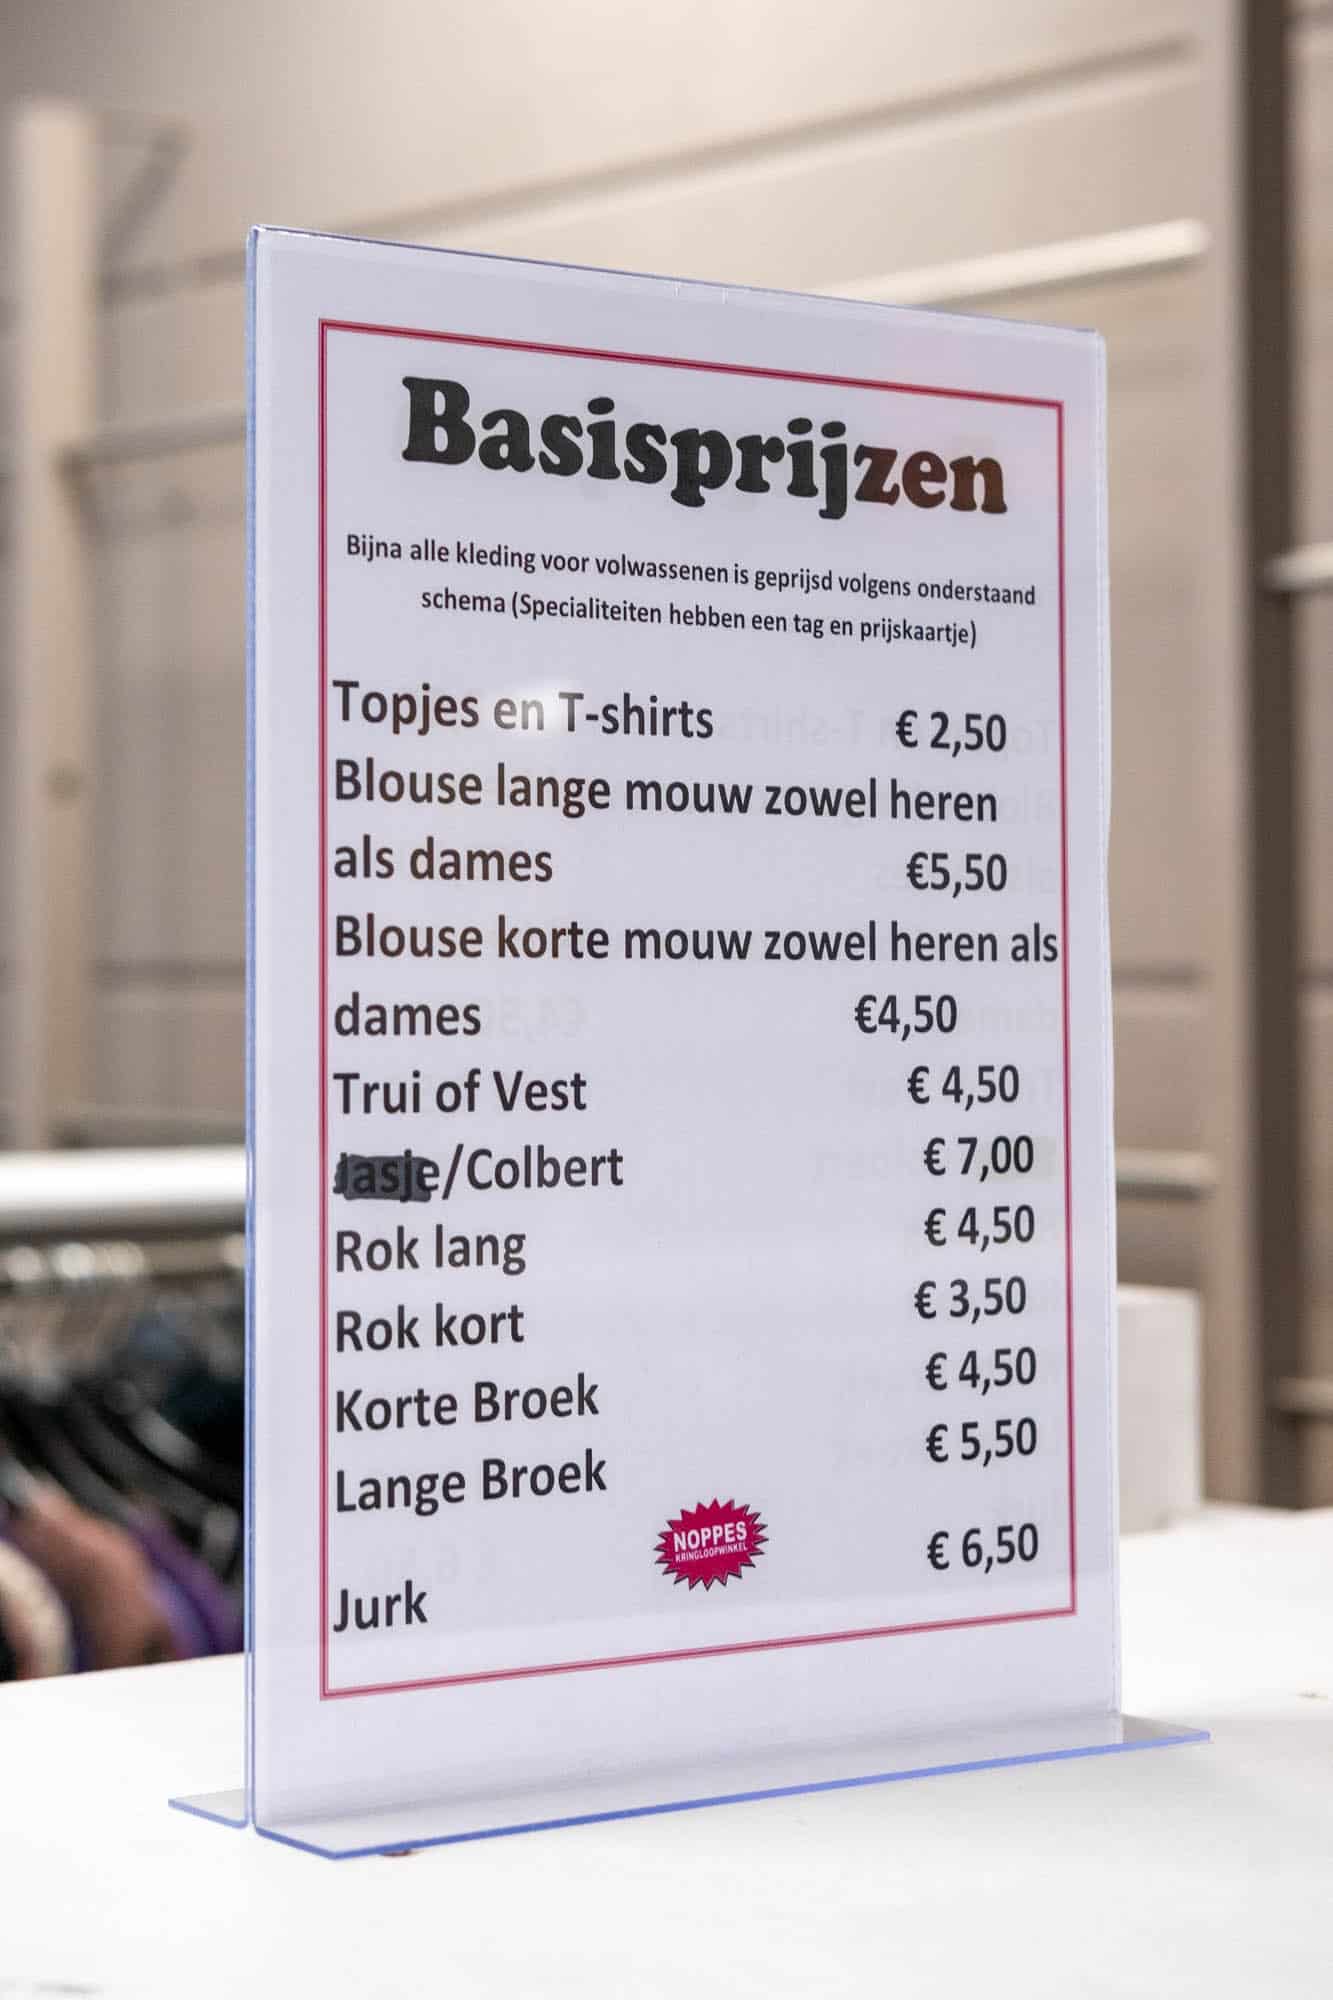 Basisprijzen
Bijna alle kleding voor volwassenen is geprijsd volgens onderstaand
schema (Specialiteiten hebben een tag en prijskaartje)
Topjes en T-shirts € 2,50
Blouse lange mouw zowel heren
als dames €5,50
Blouse korte mouw zowel heren als
dames €4,50
Trui of Vest € 4,50
Jasje/Colbert € 7,00
Rok lang € 4,50
Rok kort € 3,50
Korte Broek € 4,50
Lange Broek € 5,50
NOPPES
KRINGLOOPWINKEL
Jurk € 6,50